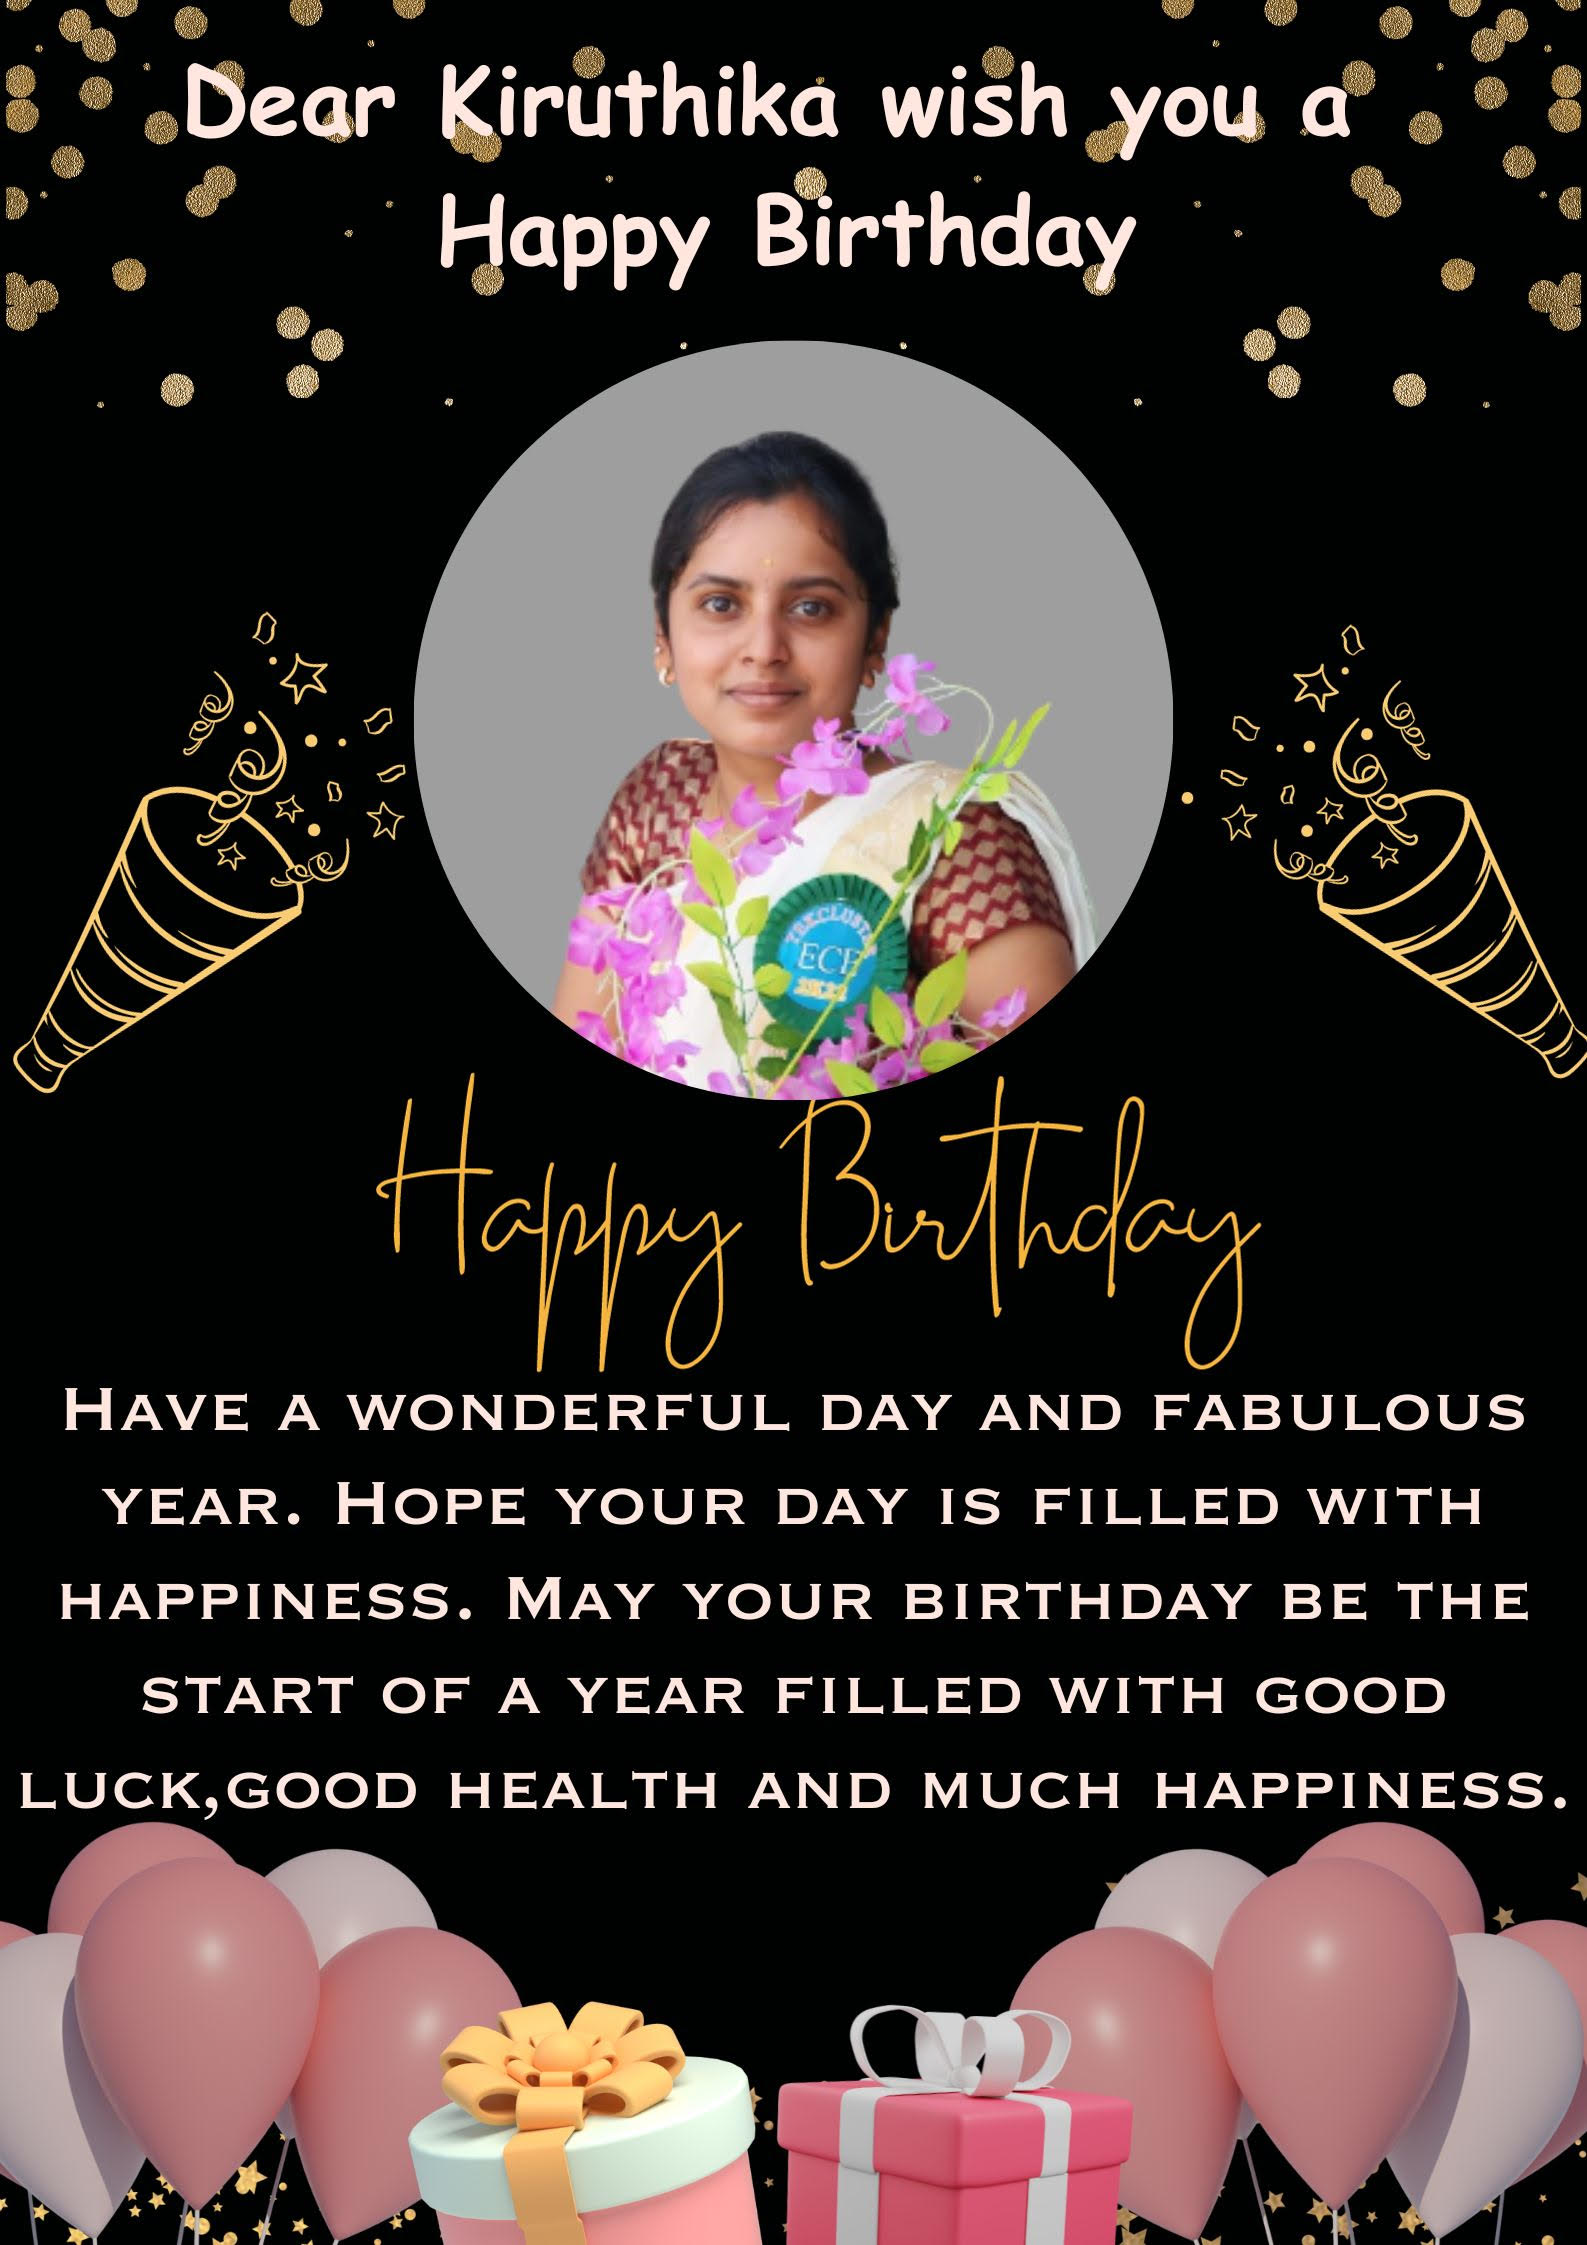 Dear Kiruthika wish you a
Happy Birthday
ECE
Happy Birthday
Have a wonderful day and fabulous
year. Hope your day is filled with
happiness. May your birthday be the
start of a year filled with good
luck,good health and much happiness.